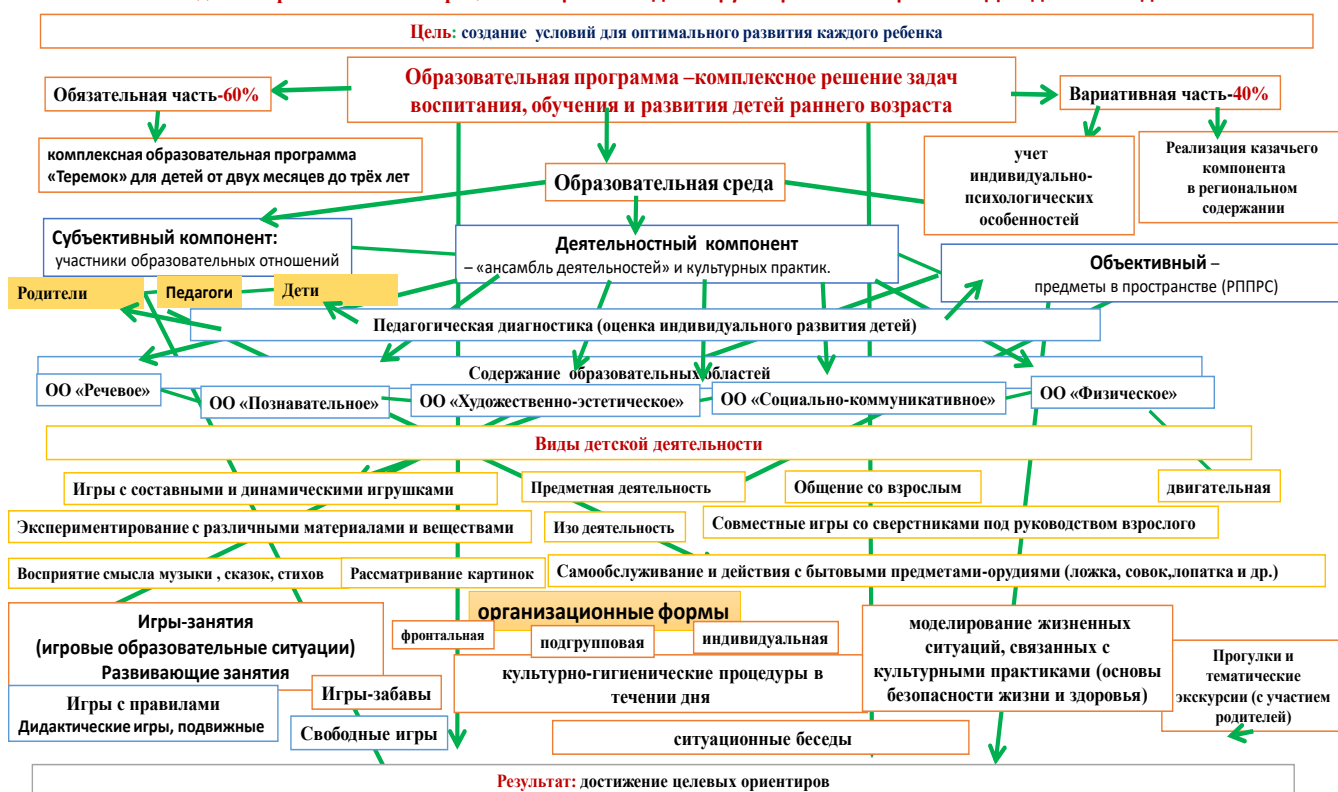 Цель: создание условий для оптимального развития каждого ребенка
Образовательная программа –комплексное решение задач
воспитания, обучения и развития детей раннего возраста
Обязательная часть-60%
Вариативная часть-40%
комплексная образовательная программа
«Теремок» для детей от двух месяцев до трёх лет
Образовательная среда
учет
индивидуально-
психологических
особенностей
Реализация казачьего
компонента
в региональном
содержании
Субъективный компонент:
участники образовательных отношений
Деятельностный компонент
– «ансамбль деятельностей» и культурных практик.
Объективный –
предметы в пространстве (РППРС)
Родители
Педагоги
Дети
Педагогическая диагностика (оценка индивидуального развития детей)
Содержание образовательных областей
ОО «Речевое»
ОО «Познавательное»
ОО «Художественно-эстетическое»
ОО «Социально-коммуникативное»
ОО «Физическое»
Виды детской деятельности
Игры с составными и динамическими игрушками
Предметная деятельность
Общение со взрослым
двигательная
Экспериментирование с различными материалами и веществами
Изо деятельность
Совместные игры со сверстниками под руководством взрослого
Восприятие смысла музыки , сказок, стихов
Рассматривание картинок
Самообслуживание и действия с бытовыми предметами-орудиями (ложка, совок,лопатка и др.)
организационные формы
фронтальная
подгрупповая
индивидуальная
Игры-занятия
(игровые образовательные ситуации)
Развивающие занятия
культурно-гигиенические процедуры в
течении дня
моделирование жизненных
ситуаций, связанных с
культурными практиками (основы
безопасности жизни и здоровья)
Прогулки и
тематические
экскурсии (с участием
родителей)
Игры с правилами
Дидактические игры, подвижные
Игры-забавы
Свободные игры
ситуационные беседы
Результат: достижение целевых ориентиров